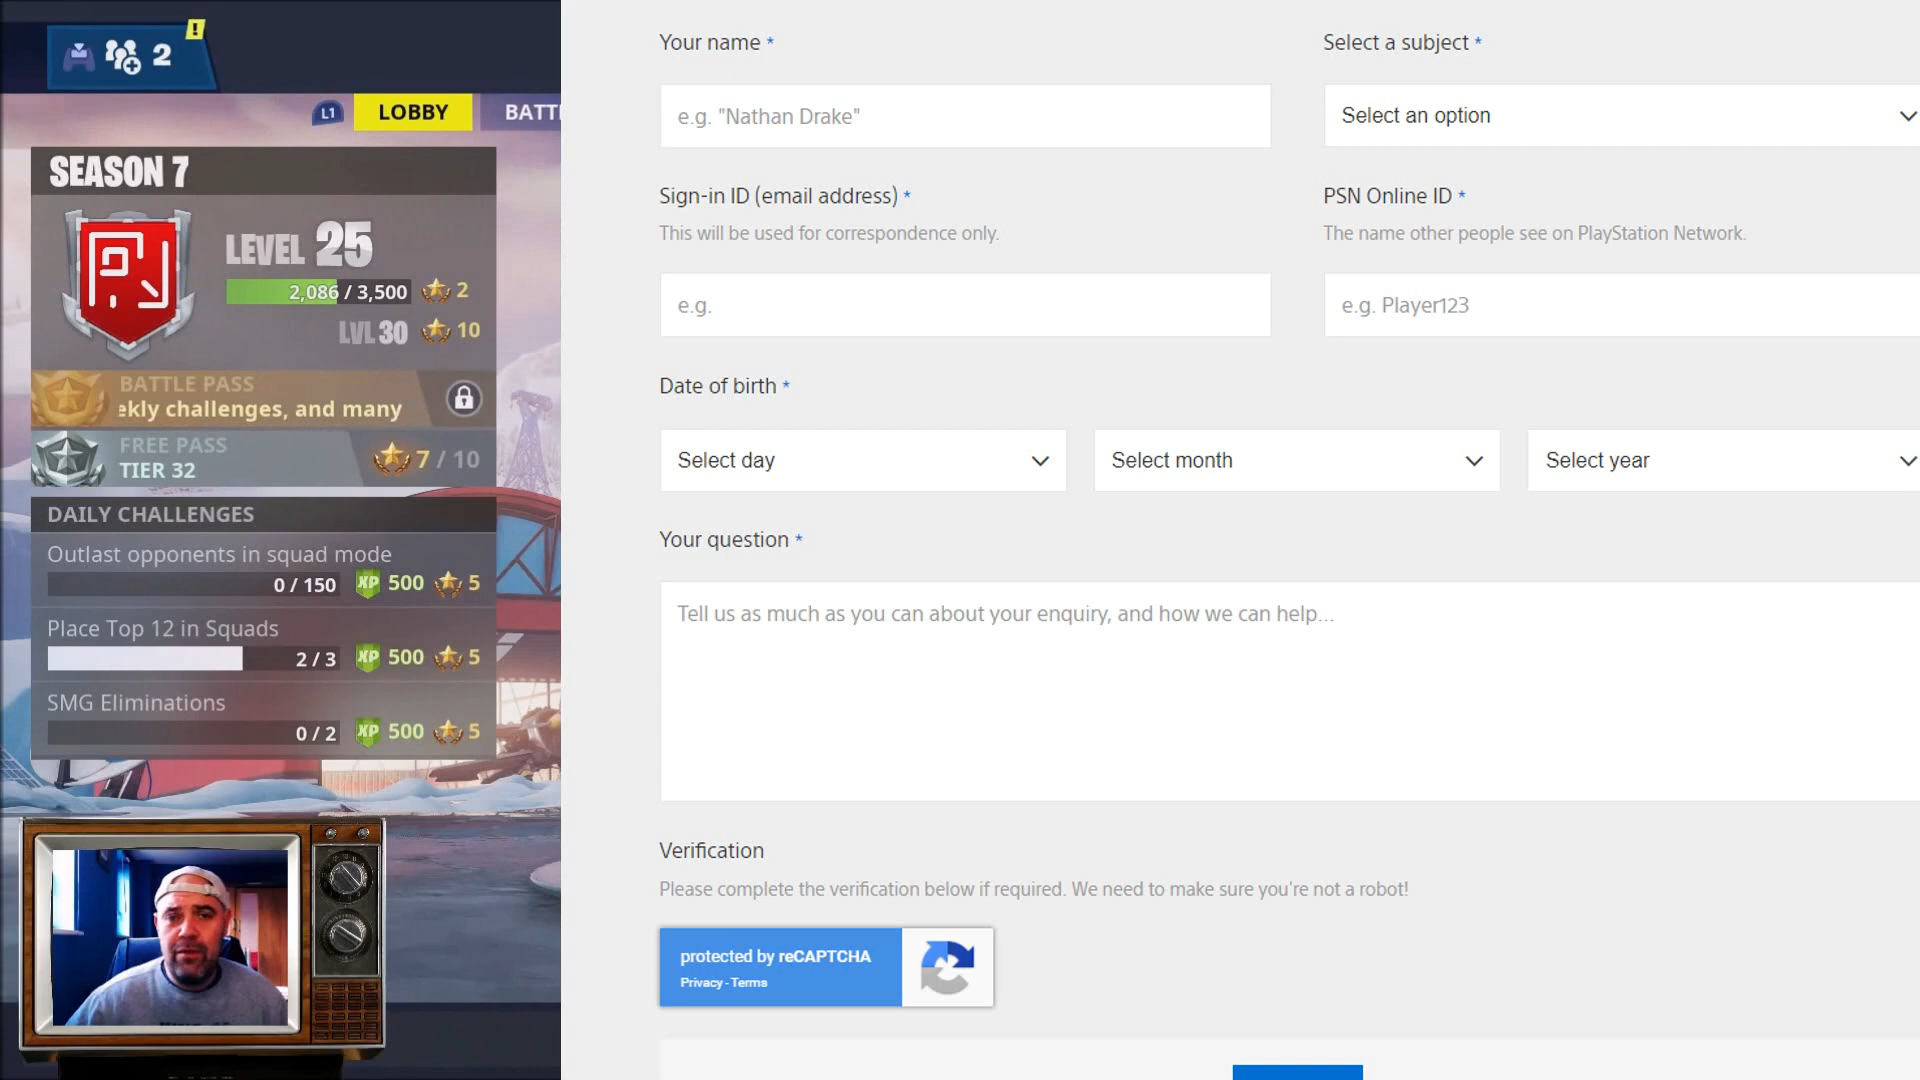 2
!
L1
LOBBY
BATT
SEASON 7
LEVEL 25
2,086 / 3,500
2
LVL 30
10
BATTLE PASS
ekly challenges, and many
FREE PASS
TIER 32
7 / 10
DAILY CHALLENGES
Outlast opponents in squad mode
0 / 150
XP 500
5
Place Top 12 in Squads
2 / 3
XP 500
5
SMG Eliminations
0 / 2
XP 500
5
Your name *
e.g. "Nathan Drake"
Select a subject *
Select an option
Sign-in ID (email address) *
This will be used for correspondence only.
e.g.
PSN Online ID *
The name other people see on PlayStation Network.
e.g. Player123
Date of birth *
Select day
Select month
Select year
Your question *
Tell us as much as you can about your enquiry, and how we can help...
Verification
Please complete the verification below if required. We need to make sure you're not a robot!
protected by reCAPTCHA
Privacy - Terms